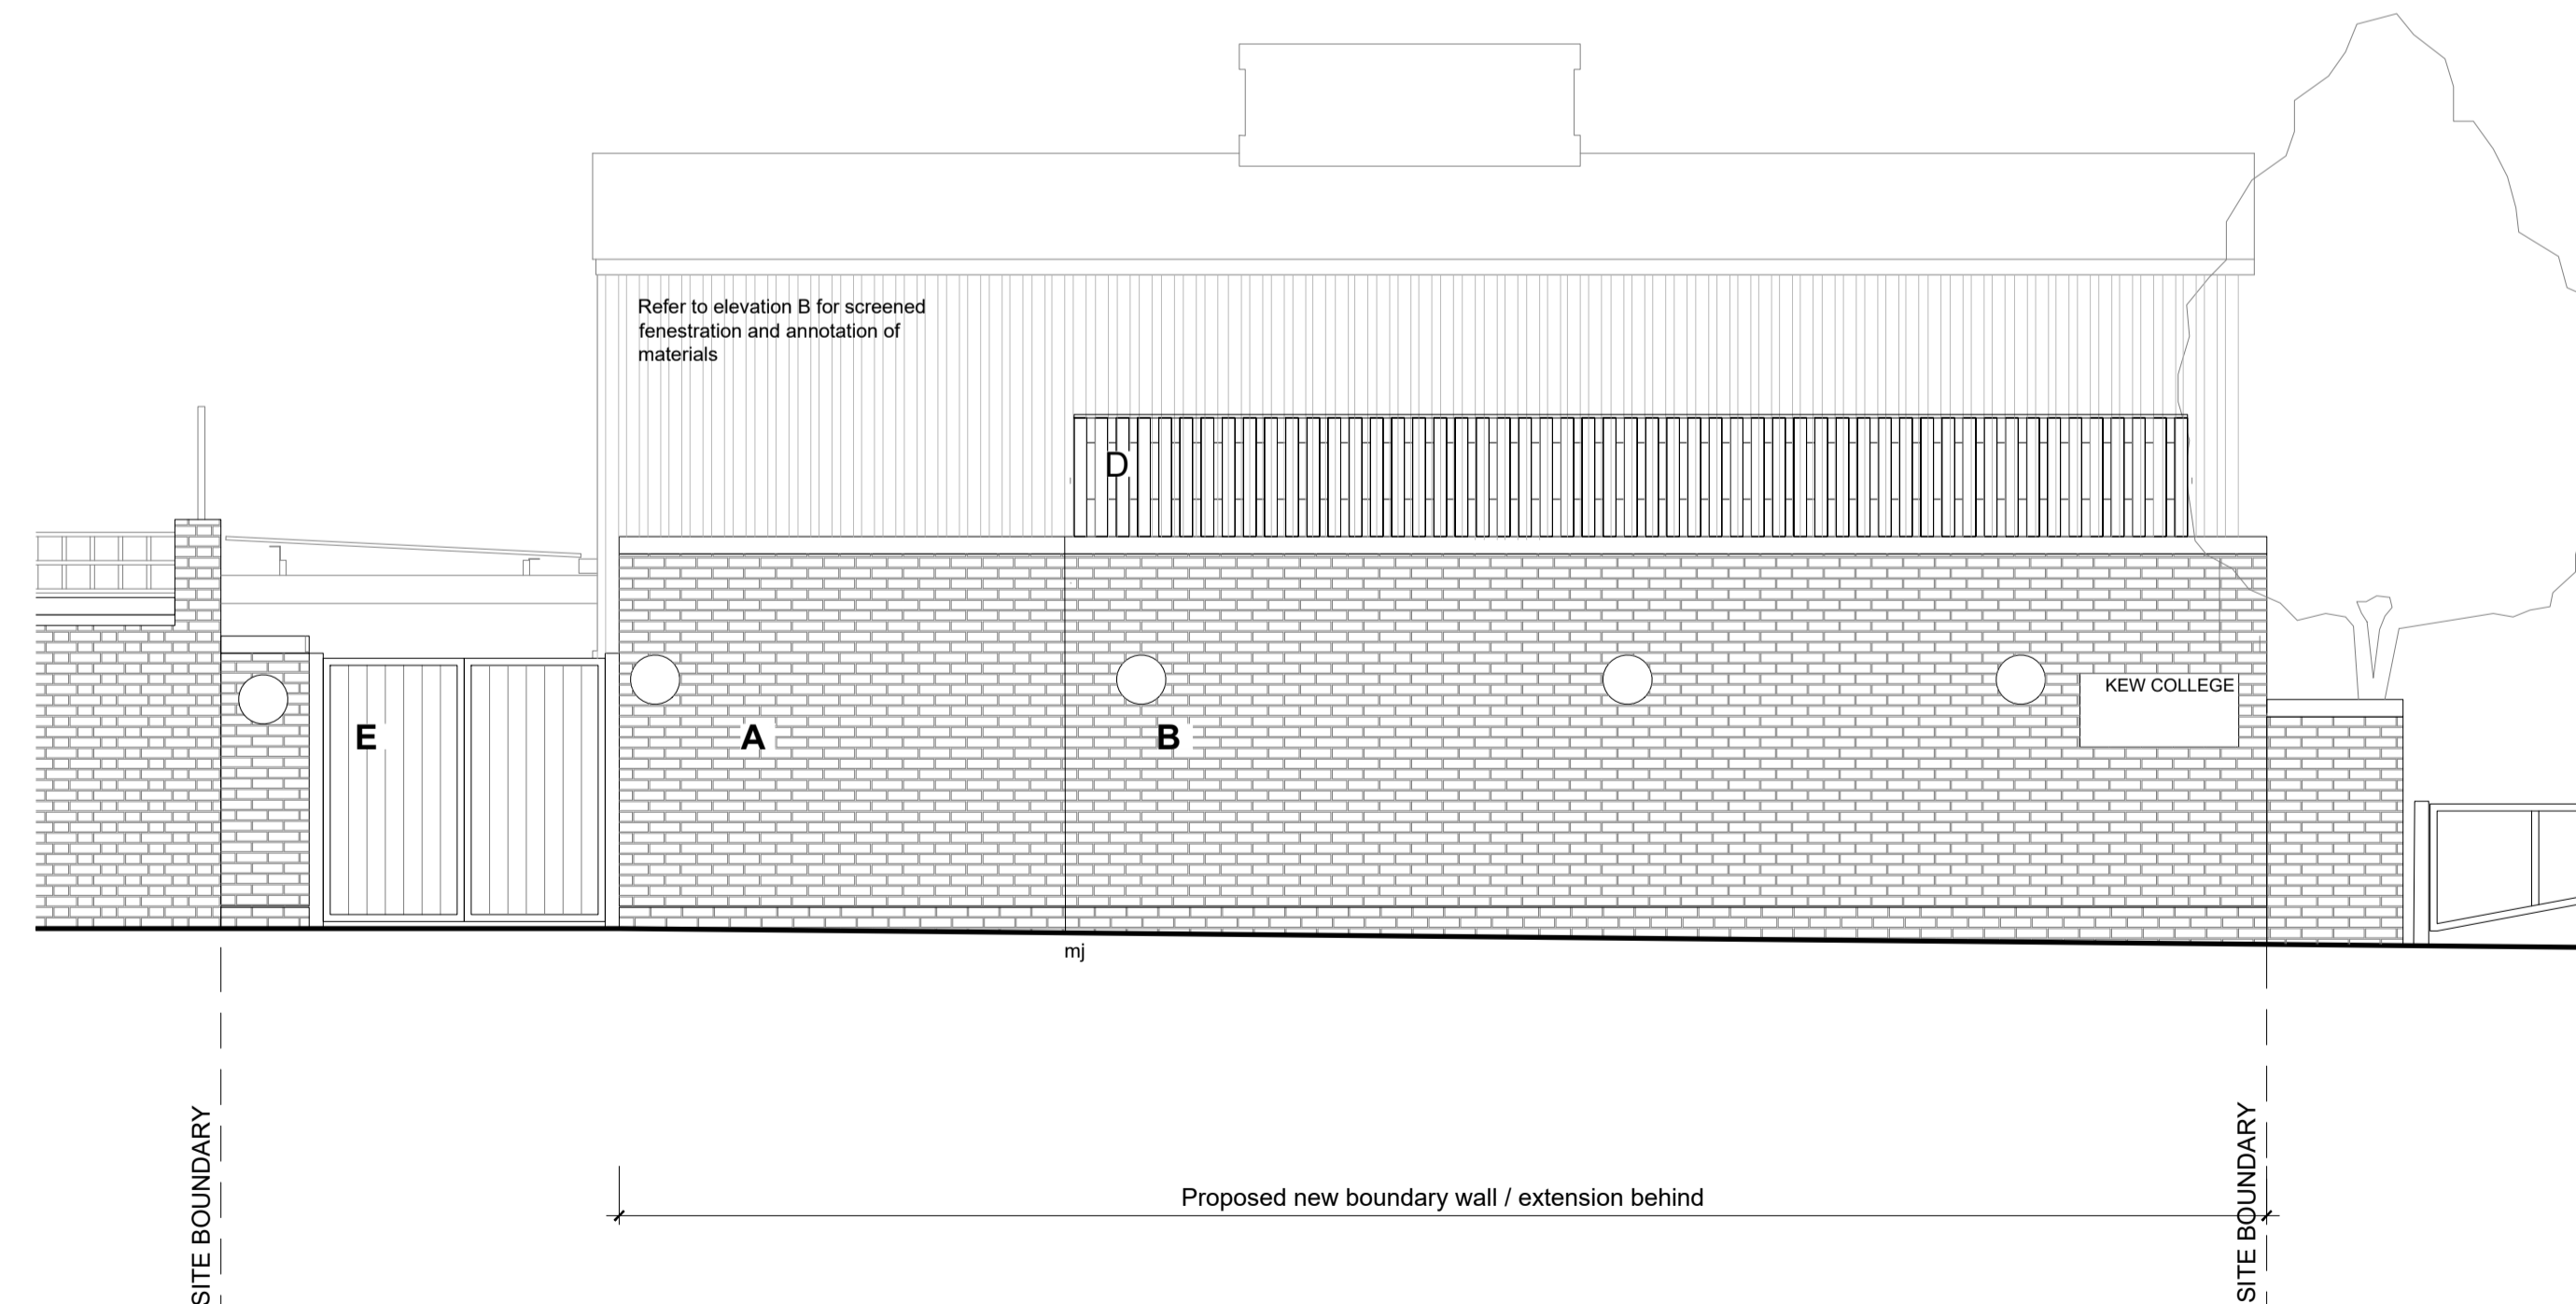 Refer to elevation B for screened
fenestration and annotation of
materials
D
KEW COLLEGE
E
A
B
mj
SITE BOUNDARY
Proposed new boundary wall / extension behind
SITE BOUNDARY